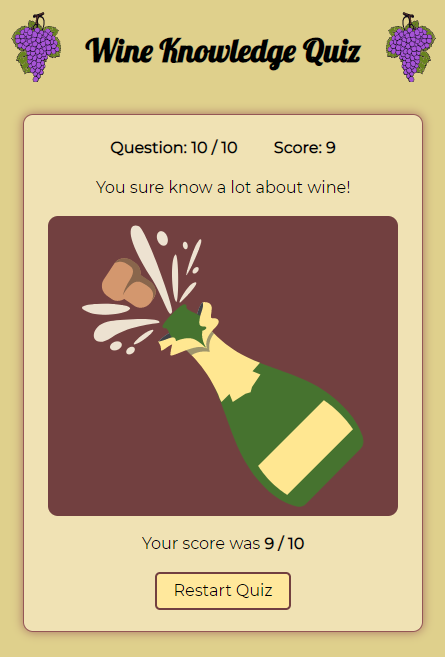 Wine Knowledge Quiz
Question: 10 / 10 Score: 9
You sure know a lot about wine!
Your score was 9 / 10
Restart Quiz